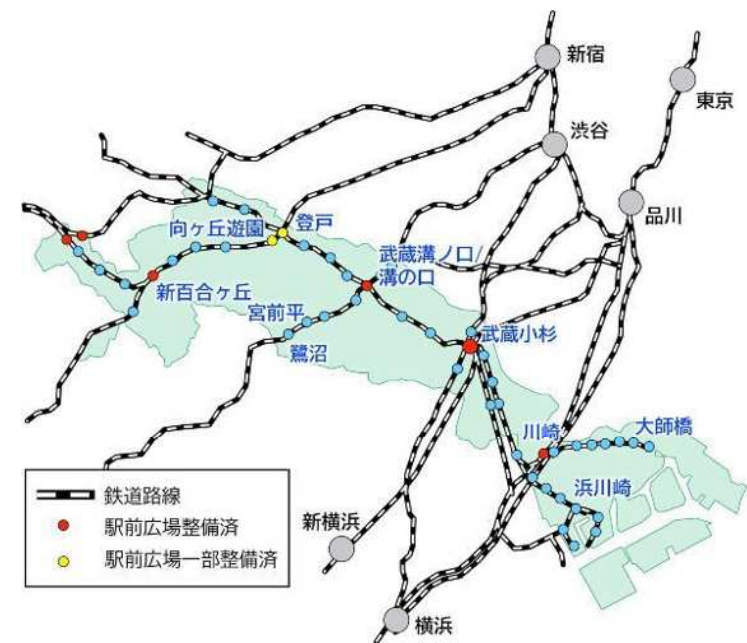 新宿
東京
渋谷
品川
向ヶ丘遊園
登戸
武蔵溝ノ口/
溝の口
新百合ヶ丘
宮前平
鷺沼
武蔵小杉
川崎
大師橋
浜川崎
新横浜
横浜
鉄道路線
駅前広場整備済
駅前広場一部整備済